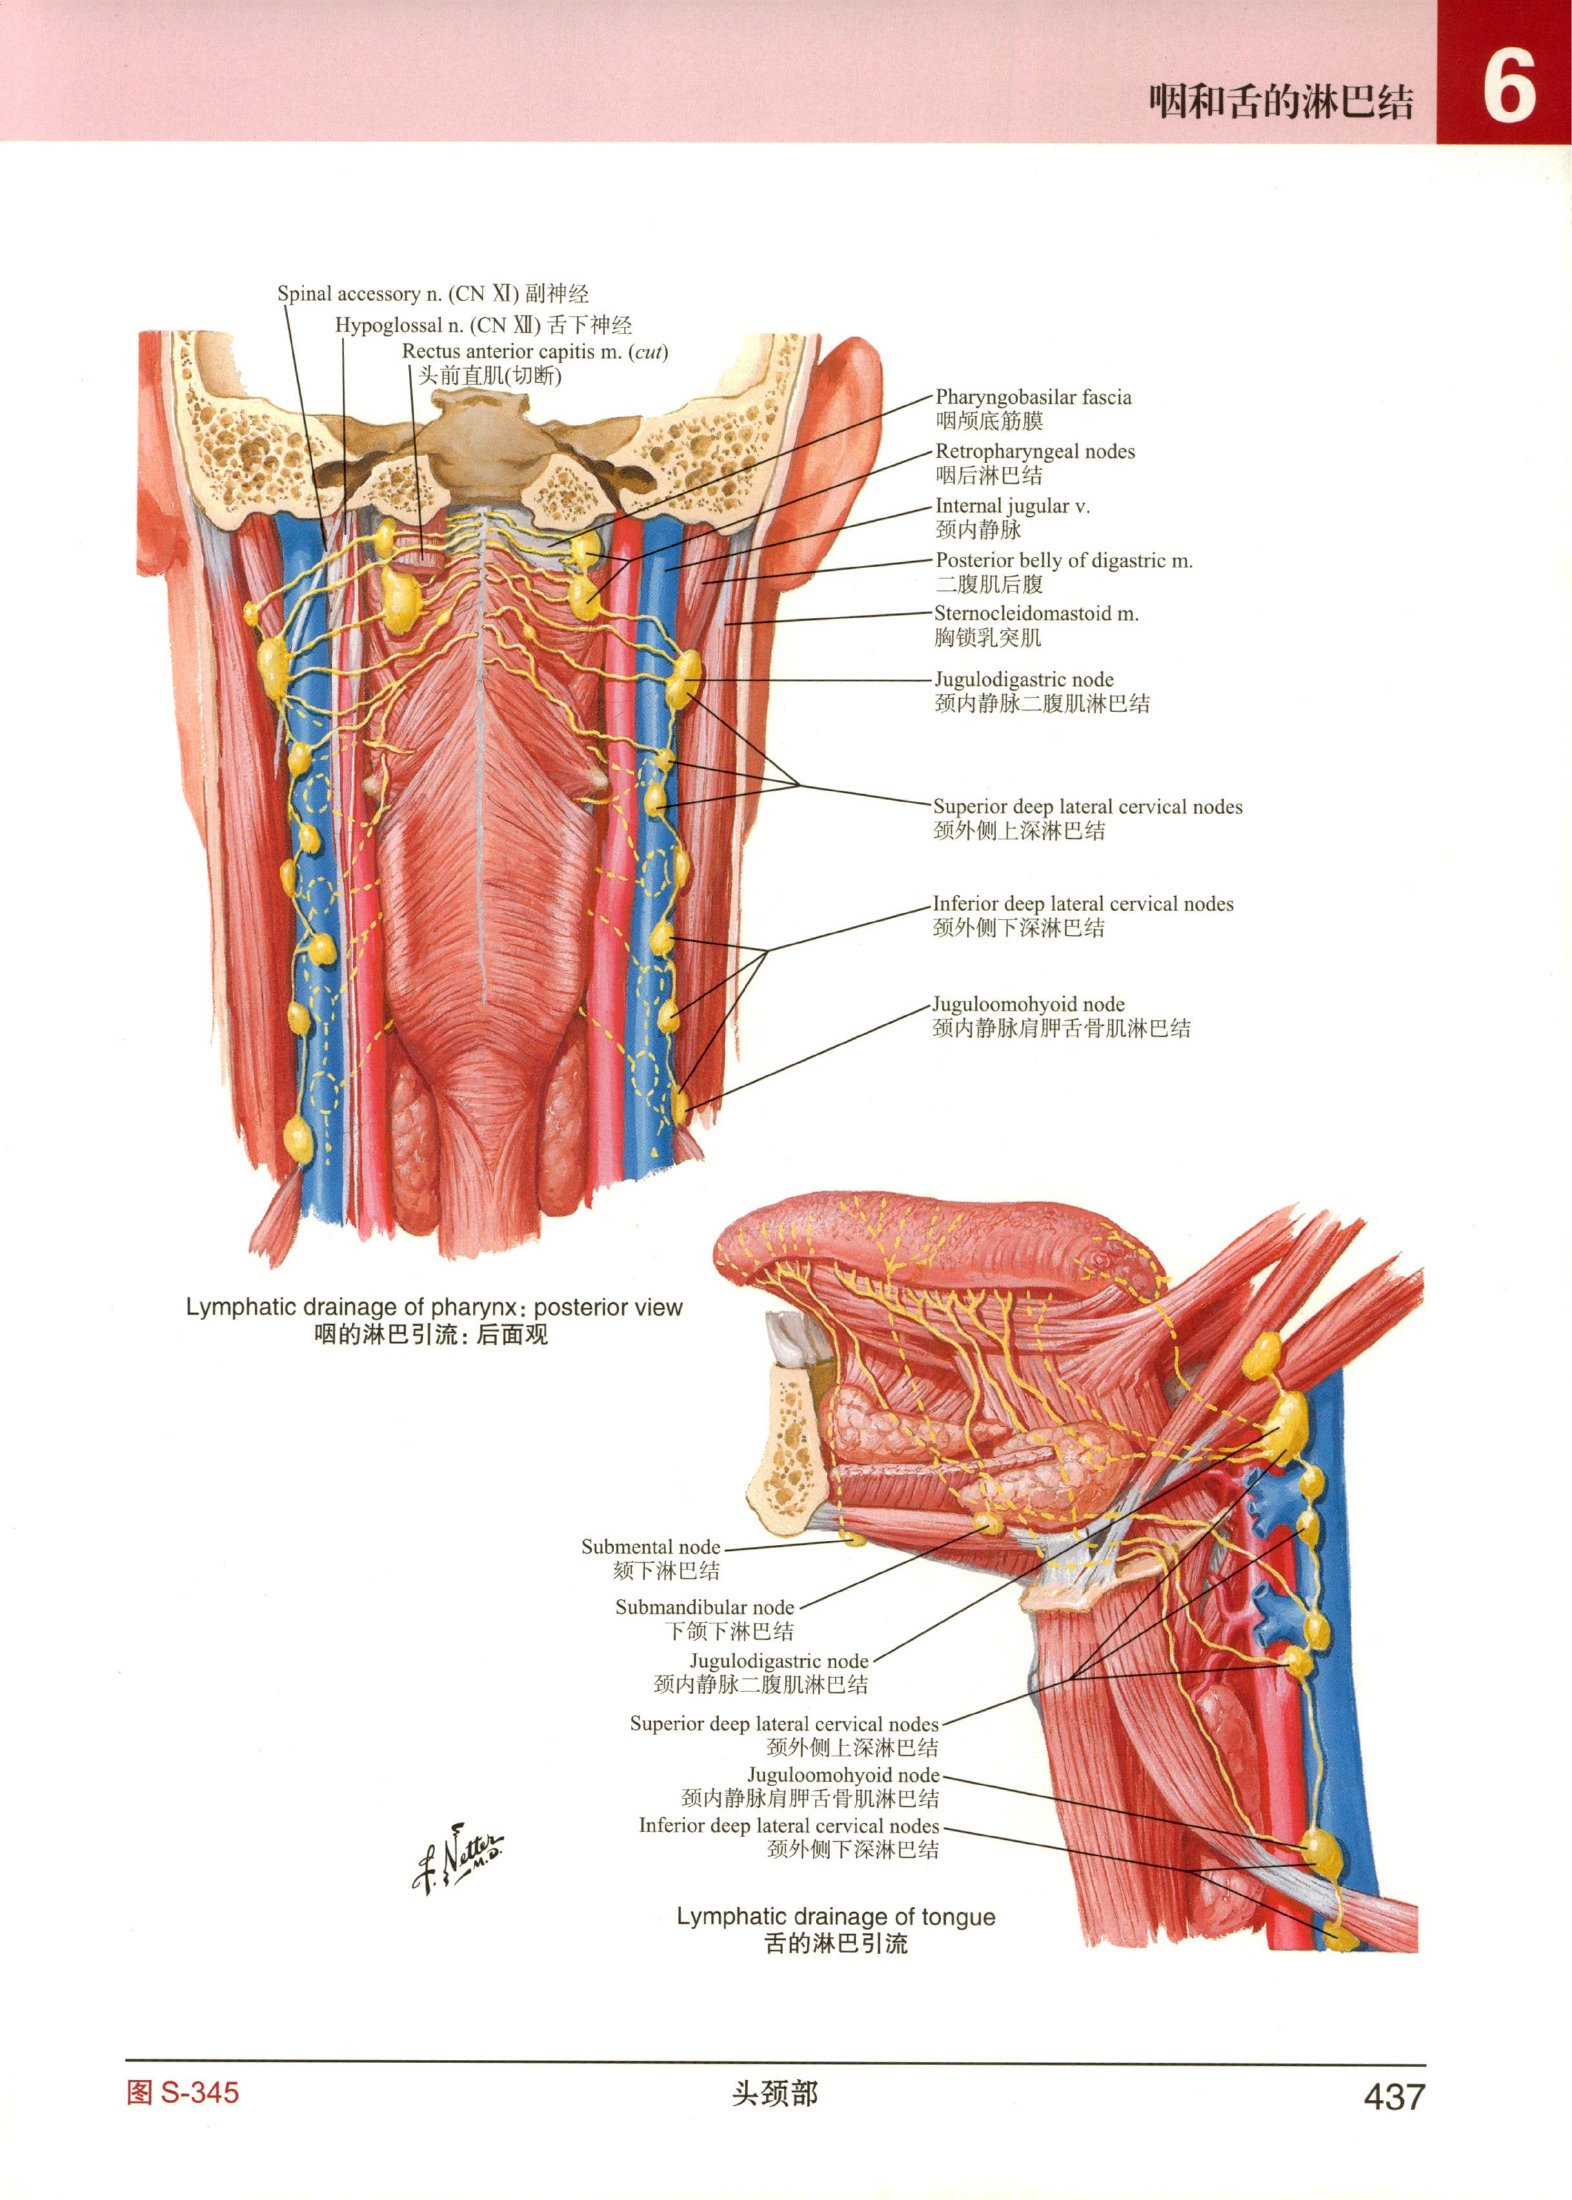 咽和舌的淋巴结
6
Spinal accessory n. (CN Ⅺ) 副神经
Hypoglossal n. (CN Ⅻ) 舌下神经
Rectus anterior capitis m. (cut)
头前直肌(切断)
Pharyngobasilar fascia
咽颅底筋膜
Retropharyngeal nodes
咽后淋巴结
Internal jugular v.
颈内静脉
Posterior belly of digastric m.
二腹肌后腹
Sternocleidomastoid m.
胸锁乳突肌
Jugulodigastric node
颈内静脉二腹肌淋巴结
Superior deep lateral cervical nodes
颈外侧上深淋巴结
Inferior deep lateral cervical nodes
颈外侧下深淋巴结
Juguloomohyoid node
颈内静脉肩胛舌骨肌淋巴结
Lymphatic drainage of pharynx: posterior view
咽的淋巴引流: 后面观
Submental node
颏下淋巴结
Submandibular node
下颌下淋巴结
Jugulodigastric node
颈内静脉二腹肌淋巴结
Superior deep lateral cervical nodes
颈外侧上深淋巴结
Juguloomohyoid node
颈内静脉肩胛舌骨肌淋巴结
Inferior deep lateral cervical nodes
颈外侧下深淋巴结
F. Netter
M.D.
Lymphatic drainage of tongue
舌的淋巴引流
图 S-345
头颈部
437